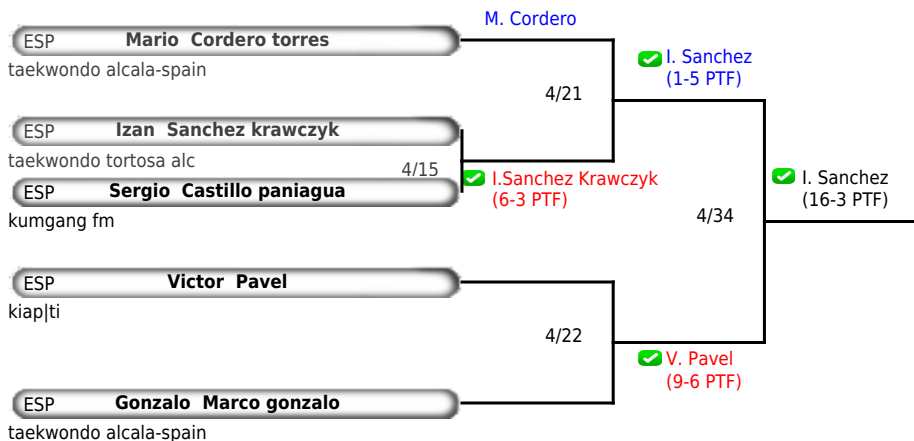 M. Cordero
ESP Mario Cordero torres
taekwondo alcala-spain
I. Sanchez
(1-5 PTF)
4/21
ESP Izan Sanchez krawczyk
taekwondo tortosa alc
4/15
I.Sanchez Krawczyk
(6-3 PTF)
ESP Sergio Castillo paniagua
kumgang fm
I. Sanchez
(16-3 PTF)
4/34
ESP Victor Pavel
kiap|ti
4/22
V. Pavel
(9-6 PTF)
ESP Gonzalo Marco gonzalo
taekwondo alcala-spain